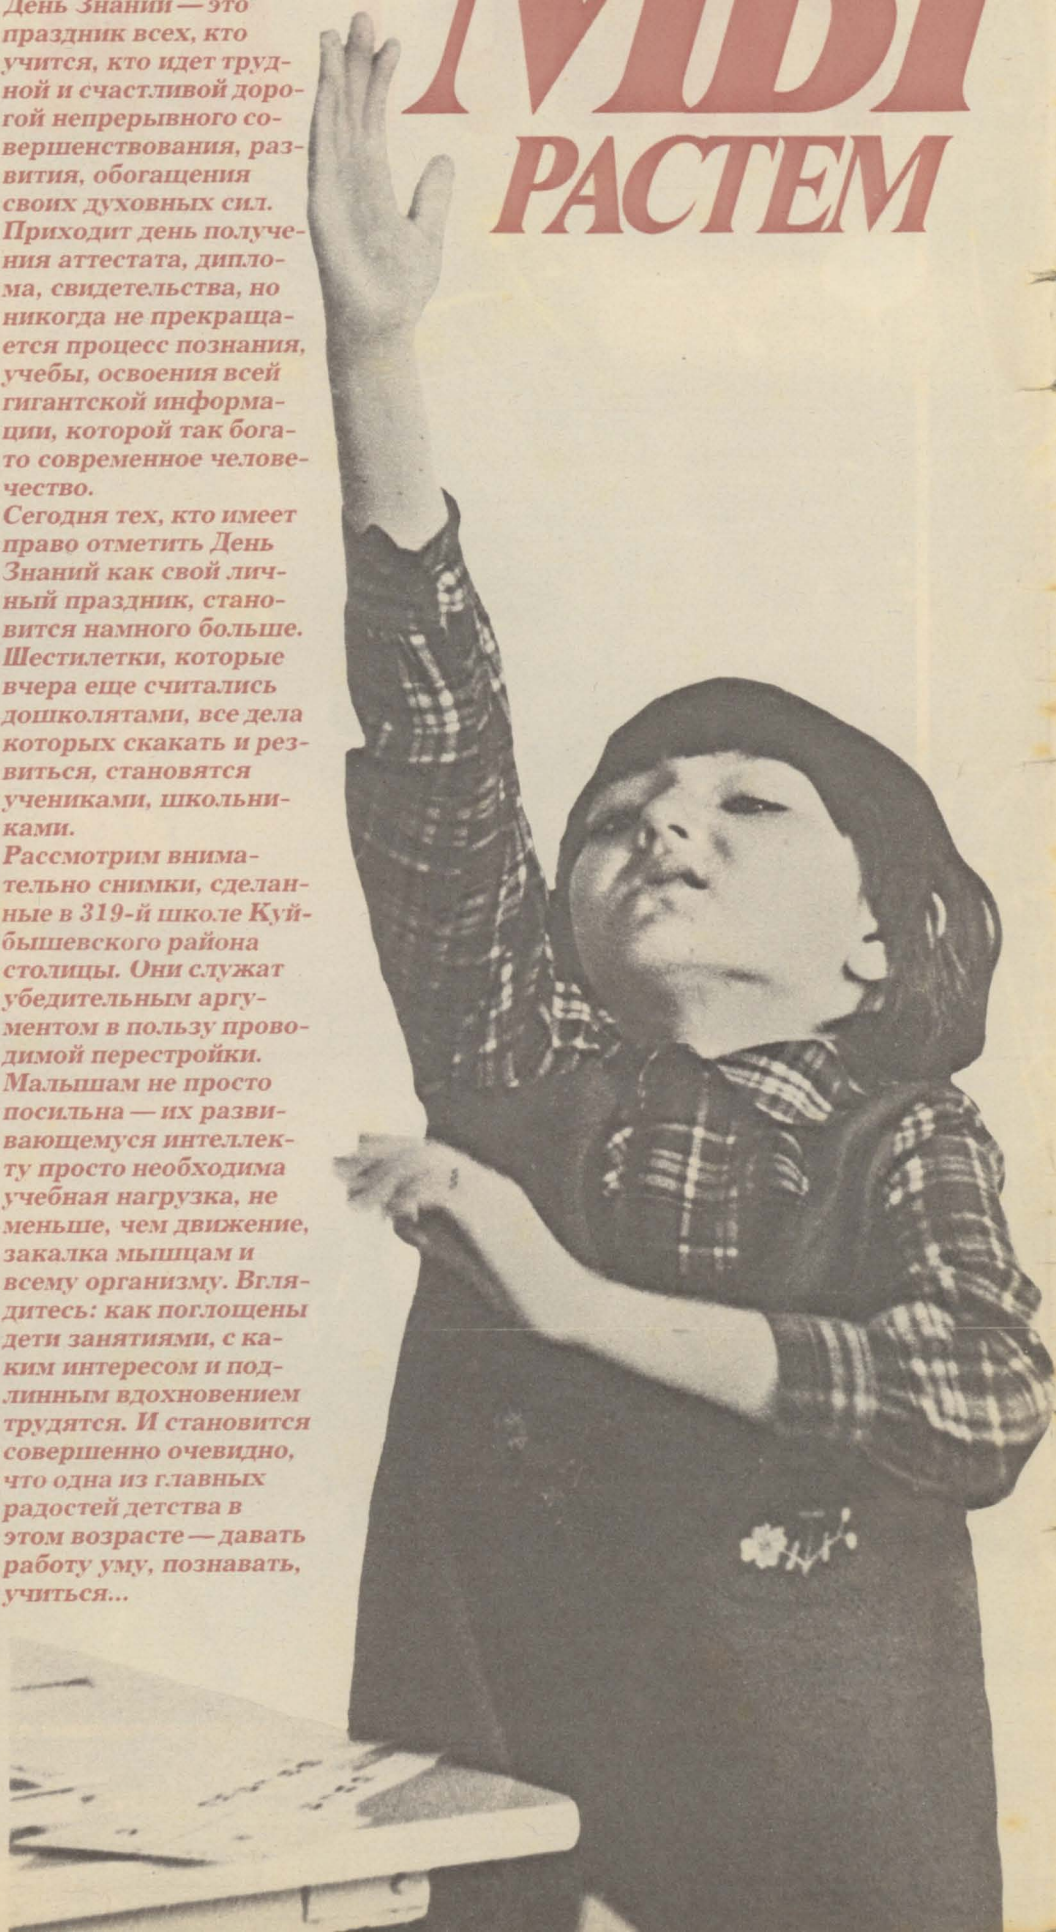 МЫ
РАСТЕМ
День Знаний — это
праздник всех, кто
учится, кто идет труд-
ной и счастливой доро-
гой непрерывного со-
вершенствования, раз-
вития, обогащения
своих духовных сил.
Приходит день получе-
ния аттестата, дипло-
ма, свидетельства, но
никогда не прекраща-
ется процесс познания,
учебы, освоения всей
гигантской информа-
ции, которой так бога-
то современное челове-
чество.
Сегодня тех, кто имеет
право отметить День
Знаний как свой лич-
ный праздник, стано-
вится намного больше.
Шестилетки, которые
вчера еще считались
дошколятами, все дела
которых скакать и рез-
виться, становятся
учениками, школьни-
ками.
Рассмотрим внима-
тельно снимки, сделан-
ные в 319-й школе Куй-
бышевского района
столицы. Они служат
убедительным аргу-
ментом в пользу прово-
димой перестройки.
Малышам не просто
посильна — их разви-
вающемуся интеллек-
ту просто необходима
учебная нагрузка, не
меньше, чем движение,
закалка мышцам и
всему организму. Вгля-
дитесь: как поглощены
дети занятиями, с ка-
ким интересом и под-
линным вдохновением
трудятся. И становится
совершенно очевидно,
что одна из главных
радостей детства в
этом возрасте — давать
работу уму, познавать,
учиться...